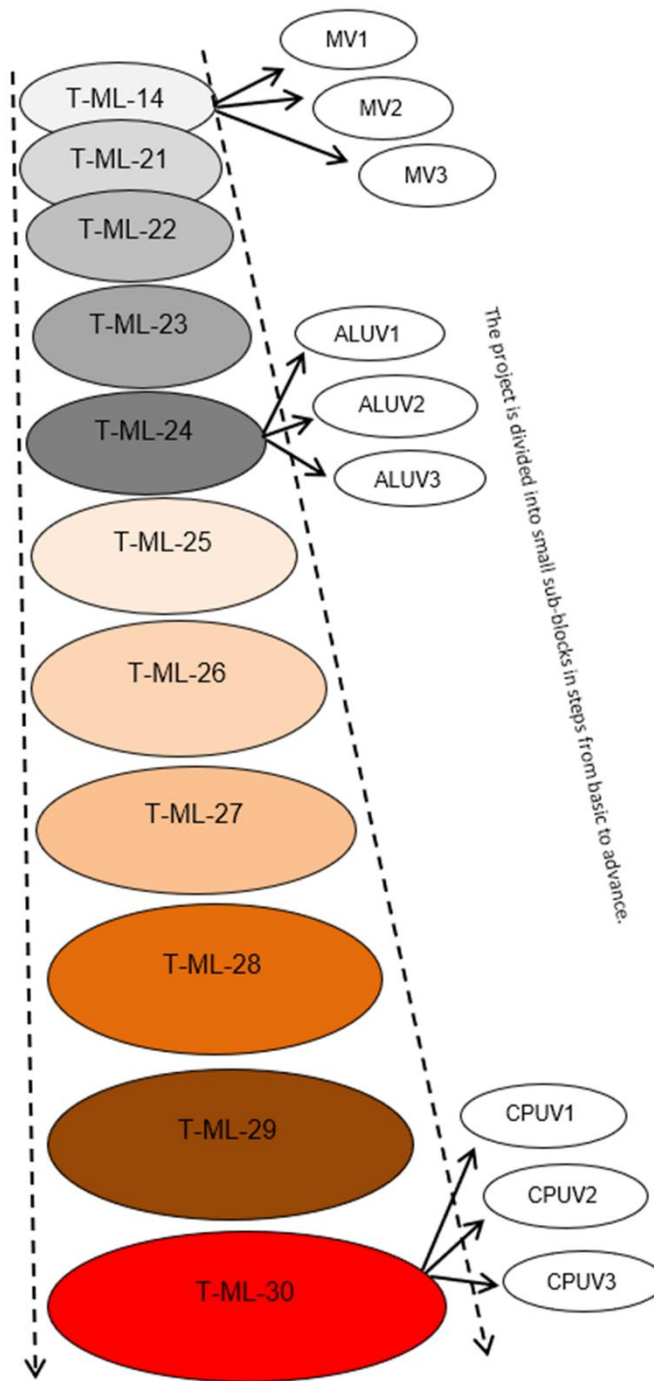 MV1
T-ML-14
MV2
T-ML-21
MV3
T-ML-22
T-ML-23
ALUV1
ALUV2
T-ML-24
ALUV3
T-ML-25
T-ML-26
T-ML-27
T-ML-28
T-ML-29
CPUV1
CPUV2
CPUV3
T-ML-30
The project is divided into small sub-blocks in steps from basic to advance.